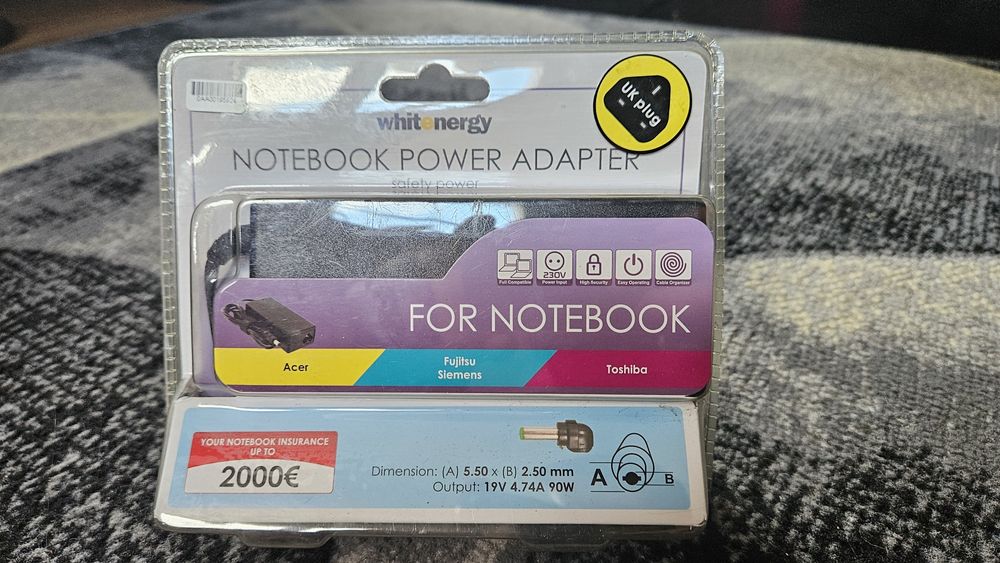 UK plug
whitenergy
NOTEBOOK POWER ADAPTER
safety power
230V
Full Compatible
Power Input
High Security
Easy Operating
Cable Organizer
FOR NOTEBOOK
Acer
Fujitsu
Siemens
Toshiba
YOUR NOTEBOOK INSURANCE
UP TO
2000€
Dimension: (A) 5.50 x (B) 2.50 mm
Output: 19V 4.74A 90W
A
B